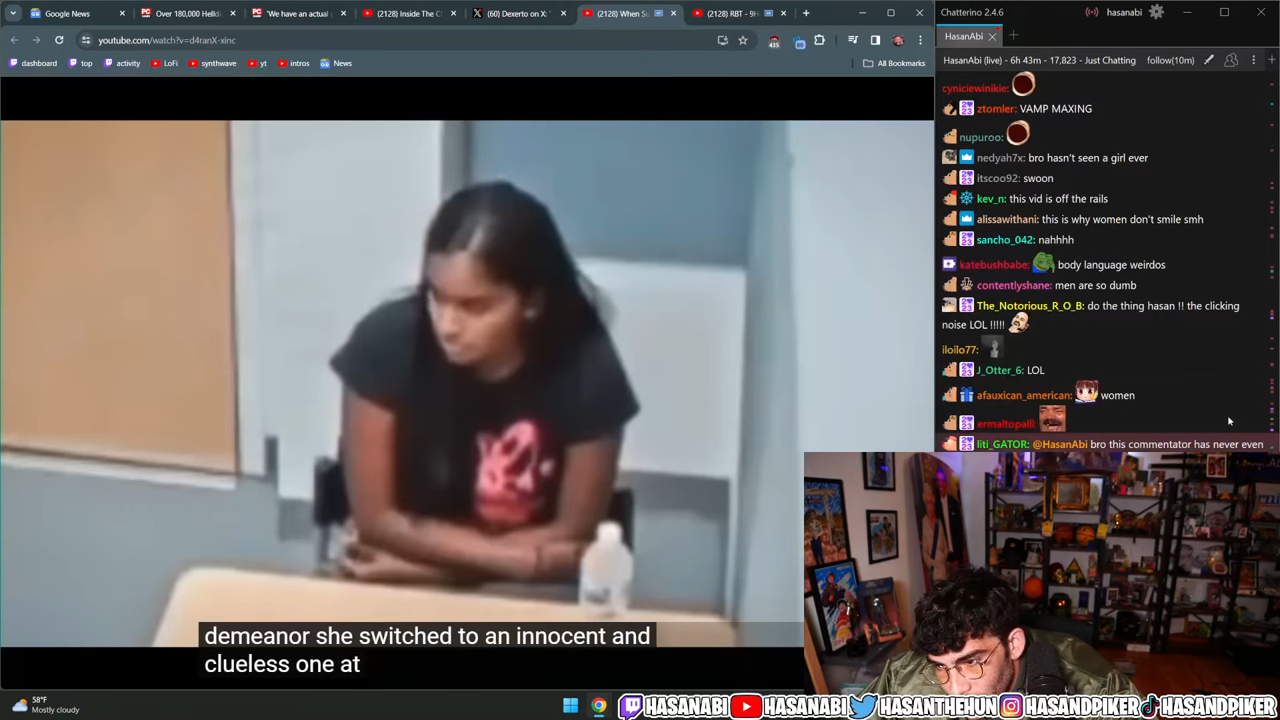 Google News
Over 180,000 Helldi
"We have an actual
(2128) Inside The C
(60) Dexerto on X:
(2128) When S
(2128) RBT - 9H
Chatterino 2.4.6
hasanabi
youtube.com/watch?v=d4ranX-xinc
435
60
HasanAbi
dashboard
top
activity
LoFi
synthwave
yt
intros
News
All Bookmarks
HasanAbi (live) - 6h 43m - 17,823 - Just Chatting
follow(10m)
cyniciewinikie:
ztomler: VAMP MAXING
nupuroo:
nedyah7x: bro hasn't seen a girl ever
itscoo92: swoon
kev_n: this vid is off the rails
alissawithani: this is why women don't smile smh
sancho_042: nahhhh
katebushbabe: body language weirdos
contentlyshane: men are so dumb
The_Notorious_R_O_B: do the thing hasan !! the clicking
noise LOL !!!!!
iloilo77:
J_Otter_6: LOL
afauxican_american: women
ermaltopalli:
liti_GATOR: @HasanAbi bro this commentator has never even
demeanor she switched to an innocent and
clueless one at
58°F
Mostly cloudy
HASANABI
HASANABI
HASANTHEHUN
HASANDPIKER
HASANDPIKER